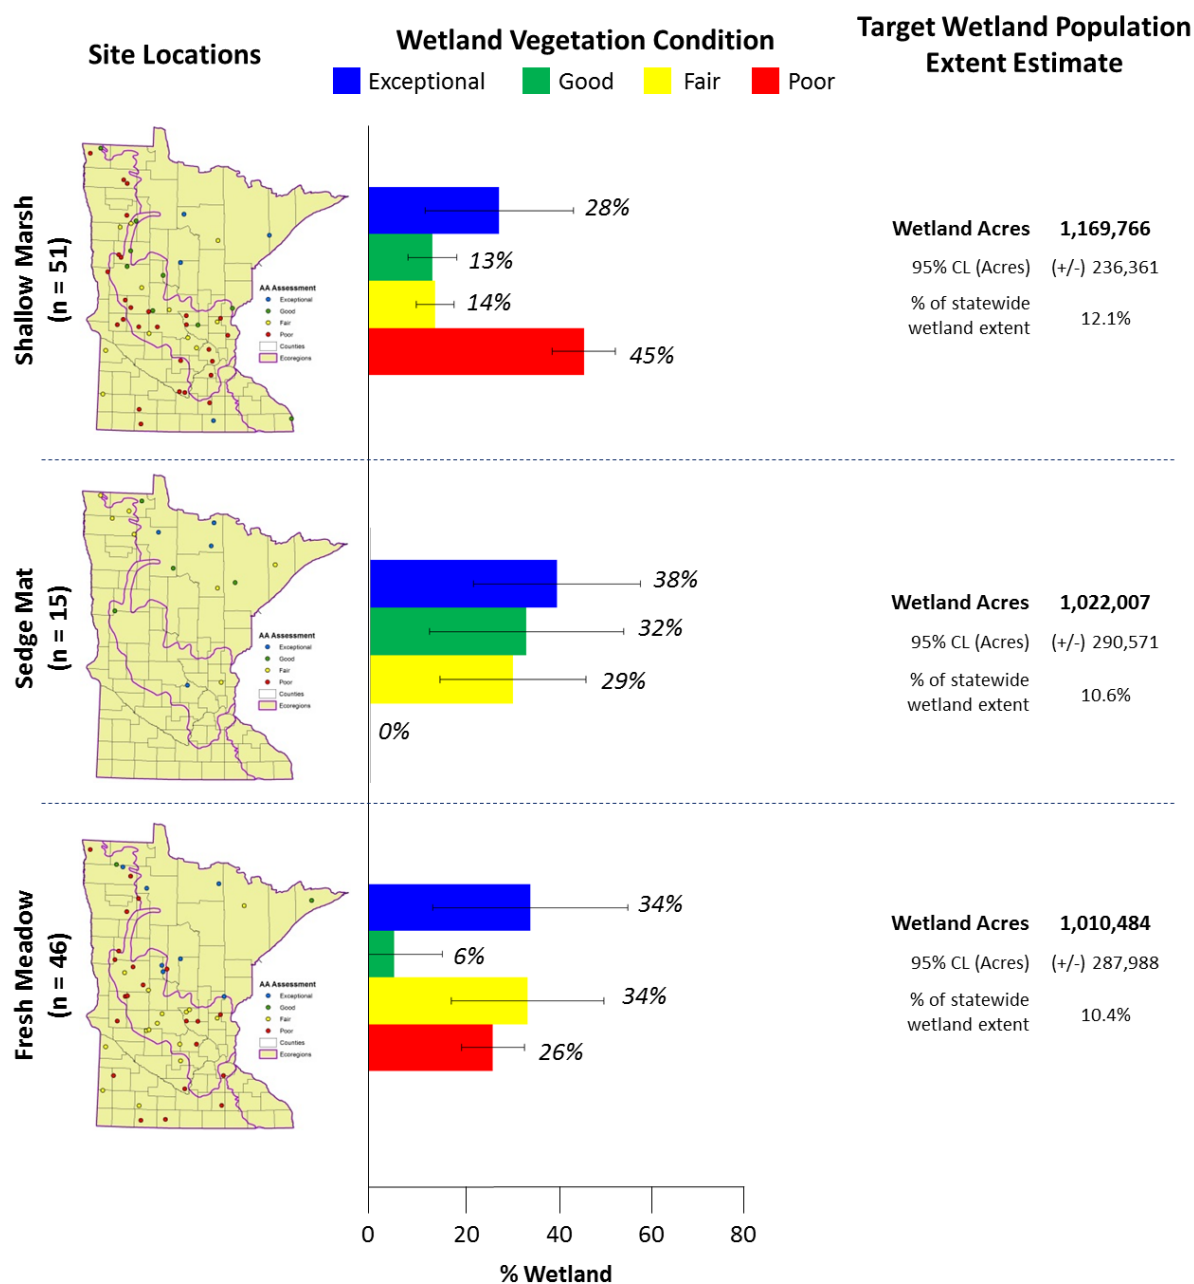 Site Locations
Wetland Vegetation Condition
Exceptional Good Fair Poor
Target Wetland Population
Extent Estimate
Shallow Marsh
(n = 51)
AA Assessment
Exceptional
Good
Fair
Poor
Counties
Ecoregions
28%
13%
14%
45%
Wetland Acres 1,169,766
95% CL (Acres) (+/-) 236,361
% of statewide
wetland extent 12.1%
Sedge Mat
(n = 15)
AA Assessment
Exceptional
Good
Fair
Poor
Counties
Ecoregions
38%
32%
29%
0%
Wetland Acres 1,022,007
95% CL (Acres) (+/-) 290,571
% of statewide
wetland extent 10.6%
Fresh Meadow
(n = 46)
AA Assessment
Exceptional
Good
Fair
Poor
Counties
Ecoregions
34%
6%
34%
26%
Wetland Acres 1,010,484
95% CL (Acres) (+/-) 287,988
% of statewide
wetland extent 10.4%
0 20 40 60 80
% Wetland